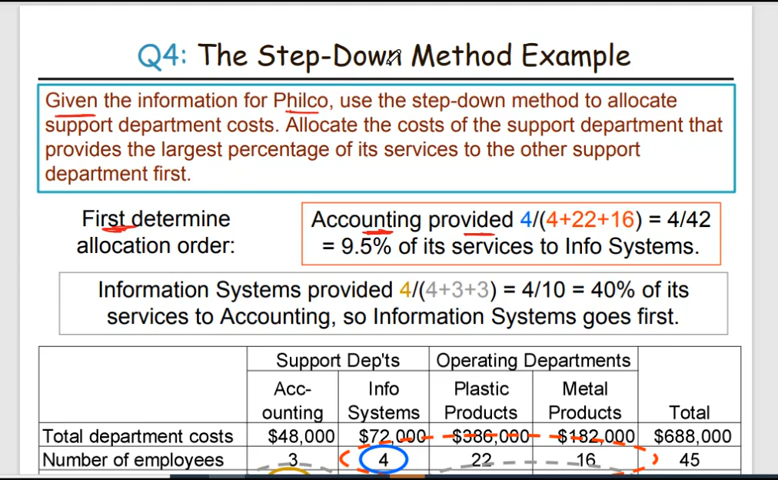 Q4: The Step-Down Method Example
Given the information for Philco, use the step-down method to allocate
support department costs. Allocate the costs of the support department that
provides the largest percentage of its services to the other support
department first.
First determine
allocation order:
Accounting provided 4/(4+22+16) = 4/42
= 9.5% of its services to Info Systems.
Information Systems provided 4/(4+3+3) = 4/10 = 40% of its
services to Accounting, so Information Systems goes first.
Support Dep'ts Operating Departments
Acc- Info Plastic Metal
ounting Systems Products Products Total
Total department costs $48,000 $72,000 $386,000 $182,000 $688,000
Number of employees 3 4 22 16 45